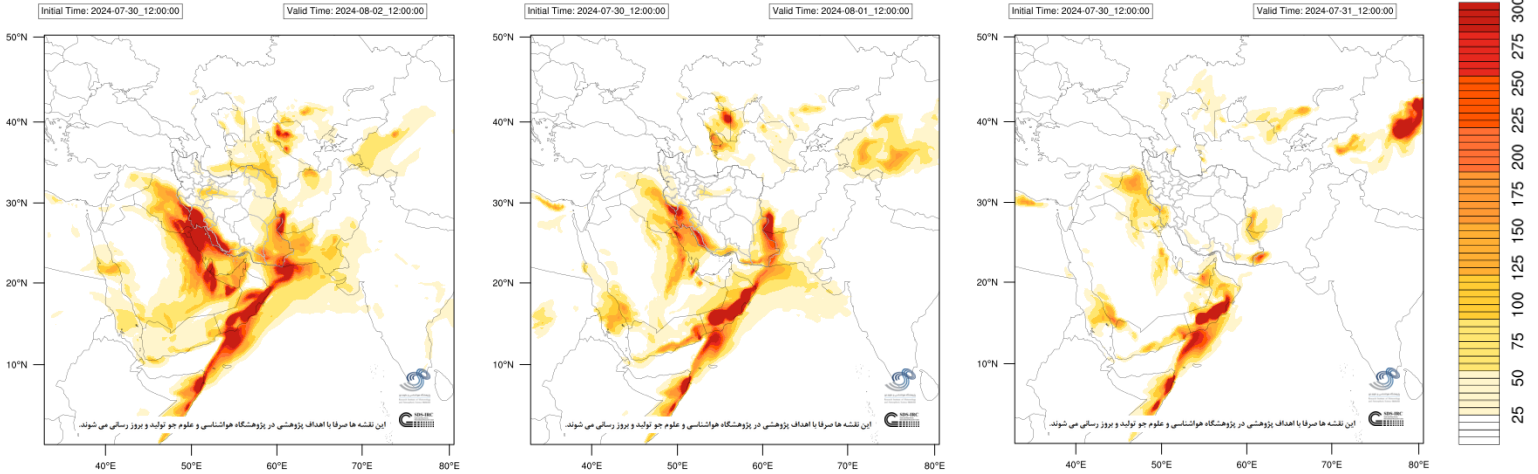 Initial Time: 2024-07-30_12:00:00 Valid Time: 2024-08-02_12:00:00
50°N
40°N
30°N
20°N
10°N
40°E 50°E 60°E 70°E 80°E
SDS-IRC
این نقشه ها صرفا با اهداف پژوهشی در پژوهشگاه هواشناسی و علوم جو تولید و بروز رسانی می شوند.
Initial Time: 2024-07-30_12:00:00 Valid Time: 2024-08-01_12:00:00
50°N
40°N
30°N
20°N
10°N
40°E 50°E 60°E 70°E 80°E
SDS-IRC
این نقشه ها صرفا با اهداف پژوهشی در پژوهشگاه هواشناسی و علوم جو تولید و بروز رسانی می شوند.
Initial Time: 2024-07-30_12:00:00 Valid Time: 2024-07-31_12:00:00
50°N
40°N
30°N
20°N
10°N
40°E 50°E 60°E 70°E 80°E
SDS-IRC
این نقشه ها صرفا با اهداف پژوهشی در پژوهشگاه هواشناسی و علوم جو تولید و بروز رسانی می شوند.
300
275
250
225
200
175
150
125
100
75
50
25